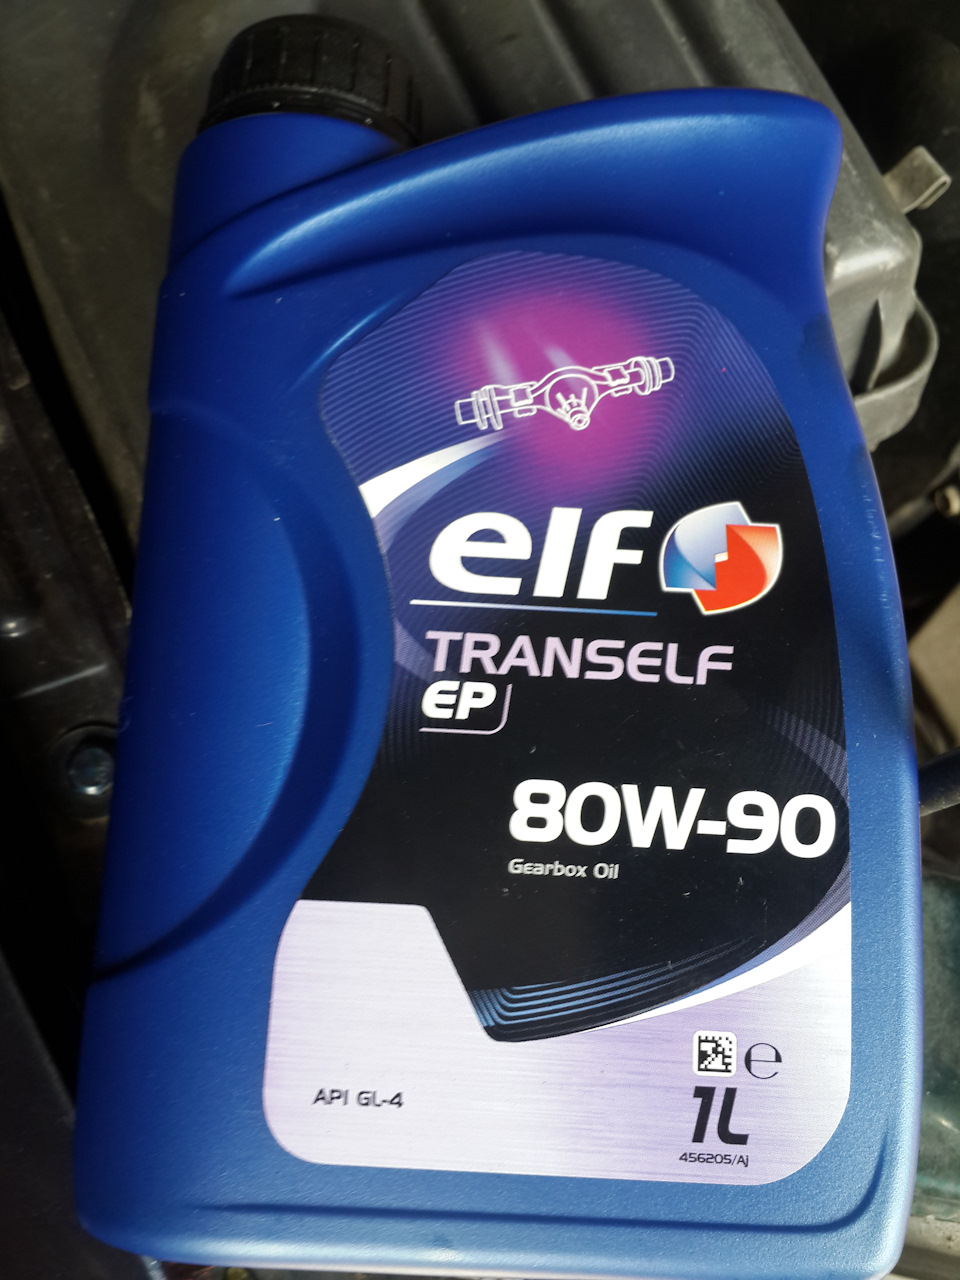 elf
TRANSELF
EP
80W-90
Gearbox Oil
API GL-4
e
1L
456205/Aj